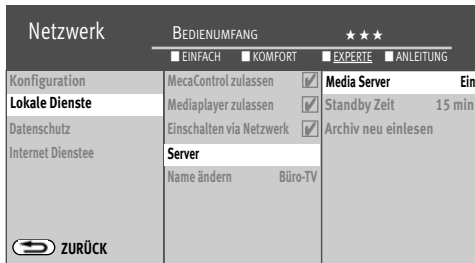 Netzwerk
BEDIENUMFANG ★★★
EINFACH KOMFORT EXPERTE ANLEITUNG
Konfiguration
Lokale Dienste
Datenschutz
Internet Dienstee
MecaControl zulassen
Mediaplayer zulassen
Einschalten via Netzwerk
Server
Name ändern Büro-TV
Media Server Ein
Standby Zeit 15 min
Archiv neu einlesen
ZURÜCK